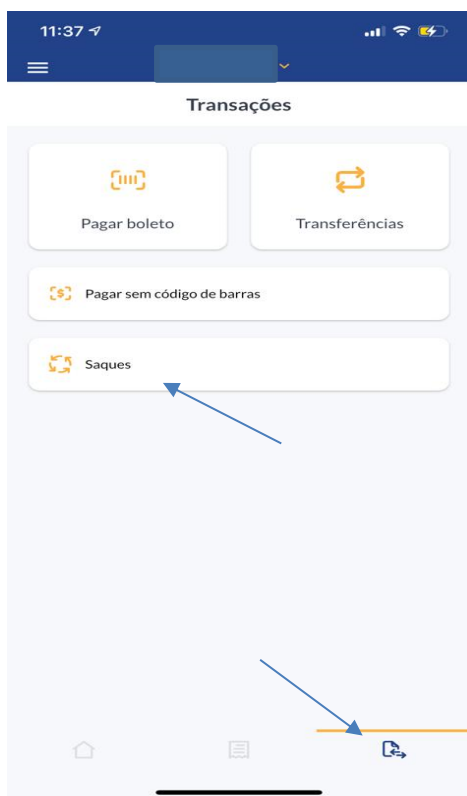 11:37
Transações
Pagar boleto
Transferências
Pagar sem código de barras
Saques